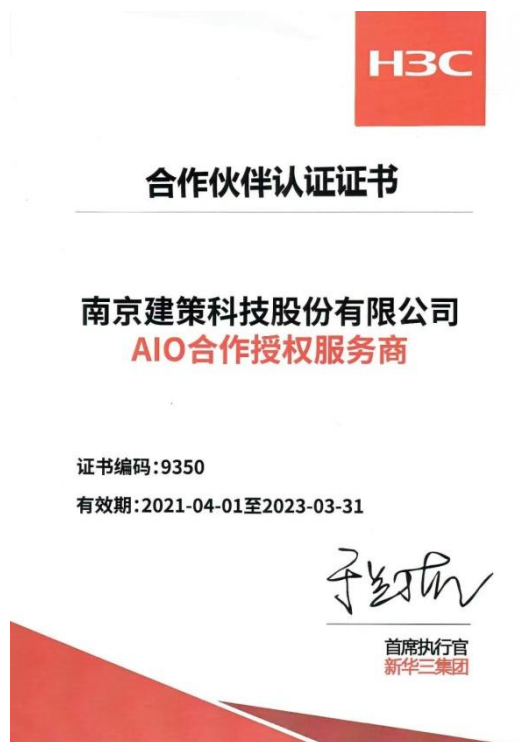 H3C
合作伙伴认证证书
南京建策科技股份有限公司
AIO合作授权服务商
证书编码:9350
有效期:2021-04-01至2023-03-31
首席执行官
新华三集团